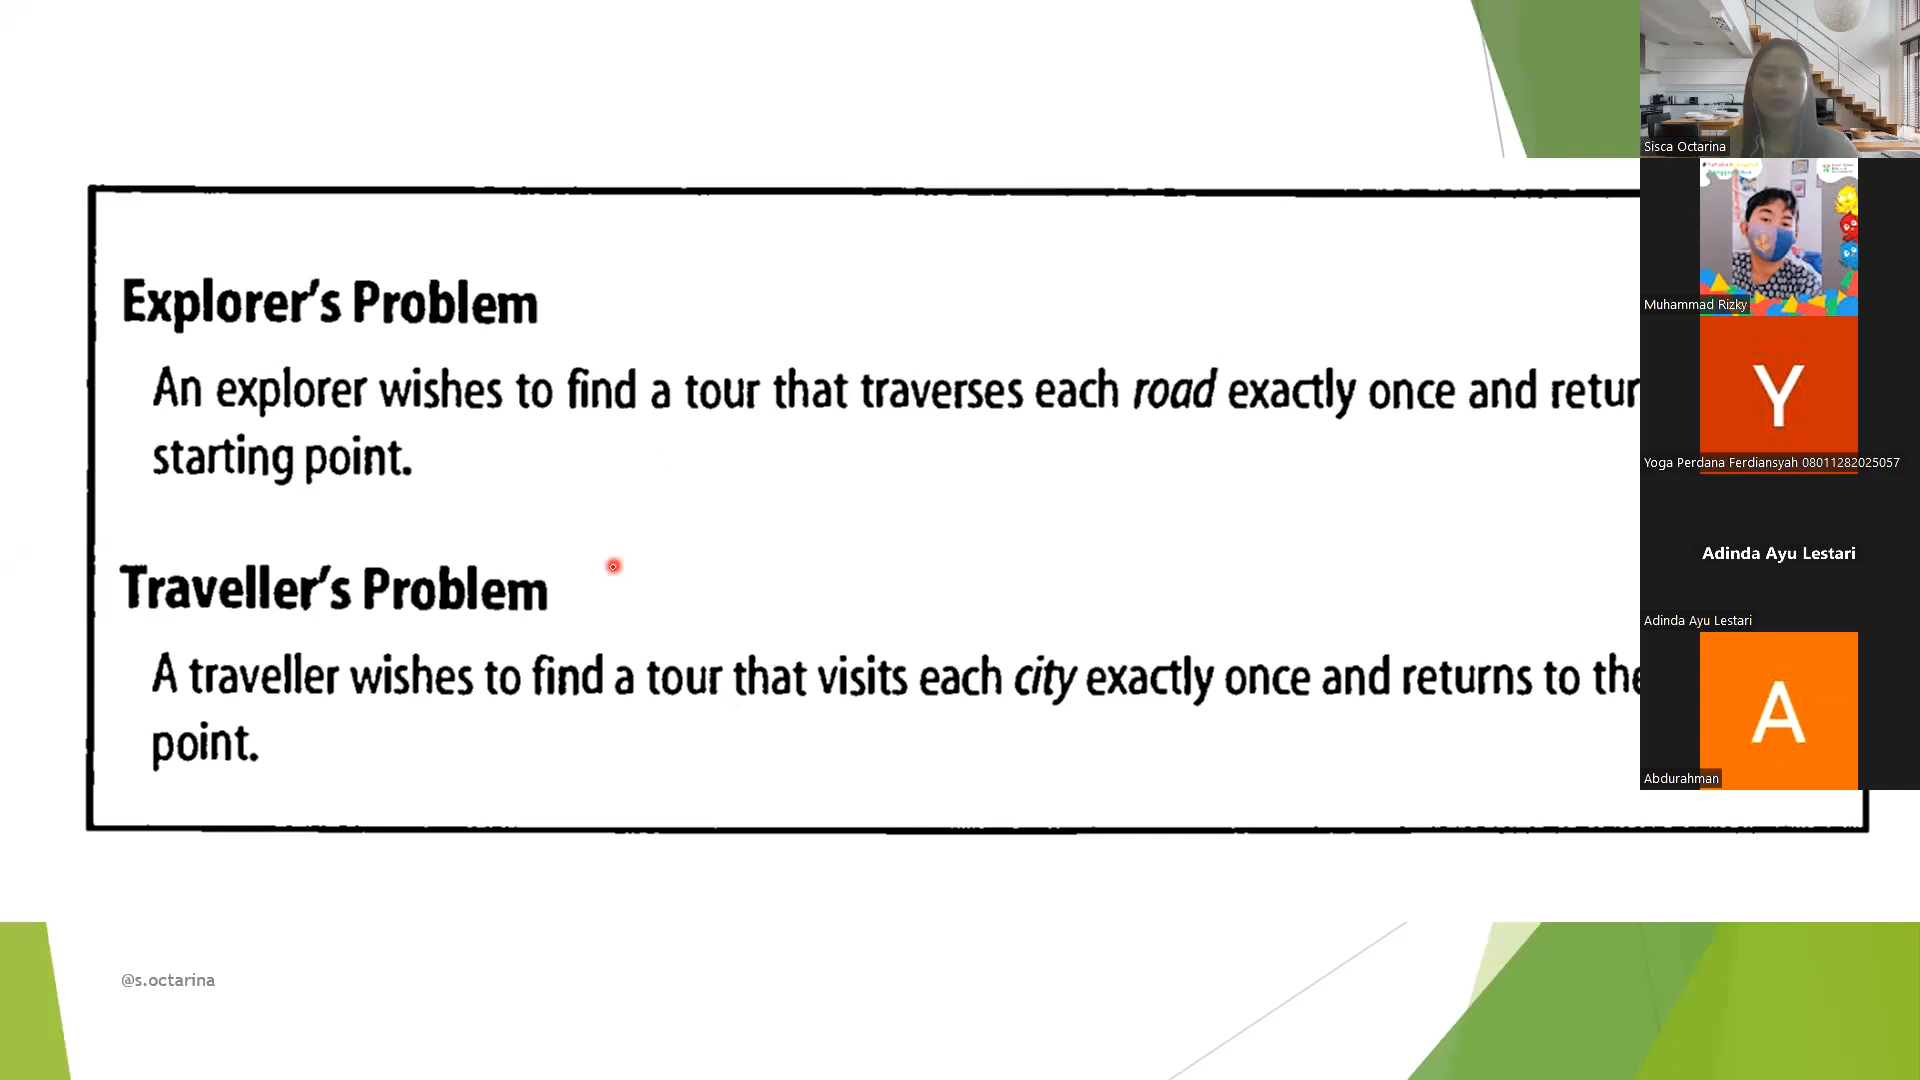 Explorer's Problem
An explorer wishes to find a tour that traverses each road exactly once and retur
starting point.
Traveller's Problem
A traveller wishes to find a tour that visits each city exactly once and returns to the
point.
@s.octarina
Sisca Octarina
Muhammad Rizky
Y
Yoga Perdana Ferdiansyah 08011282025057
Adinda Ayu Lestari
Adinda Ayu Lestari
A
Abdurahman